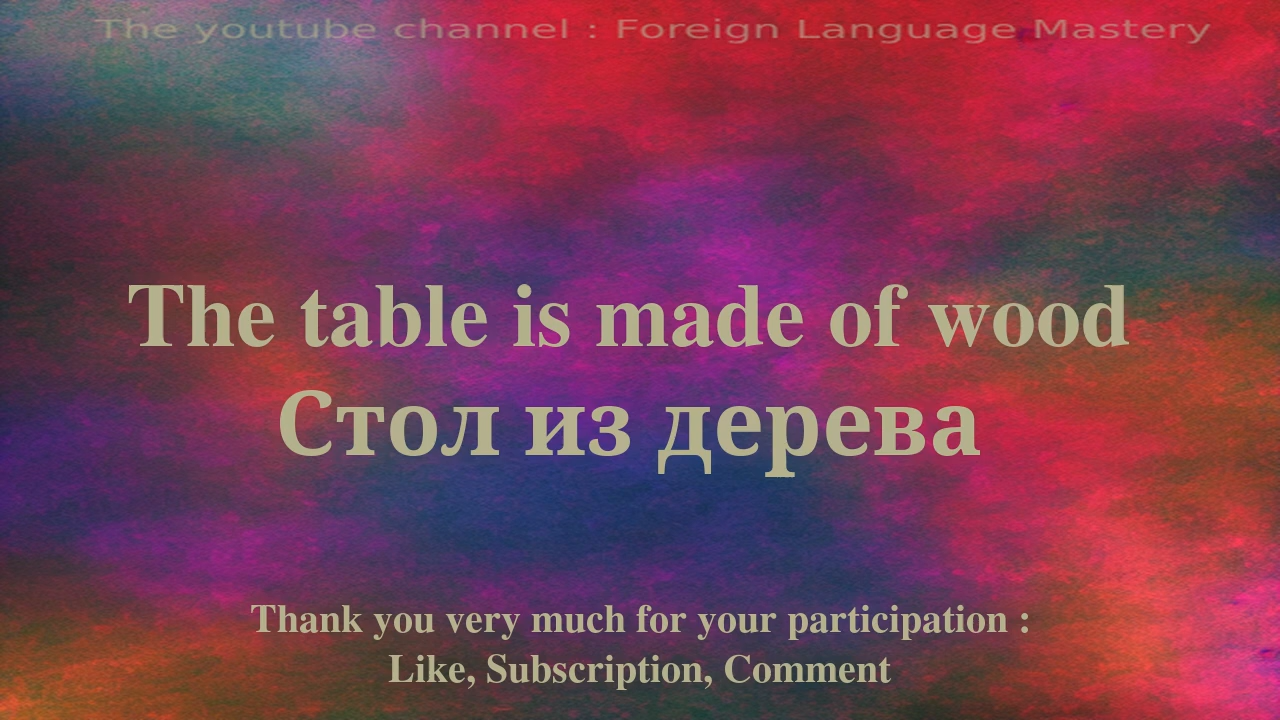 The youtube channel : Foreign Language Mastery
The table is made of wood
Стол из дерева
Thank you very much for your participation :
Like, Subscription, Comment